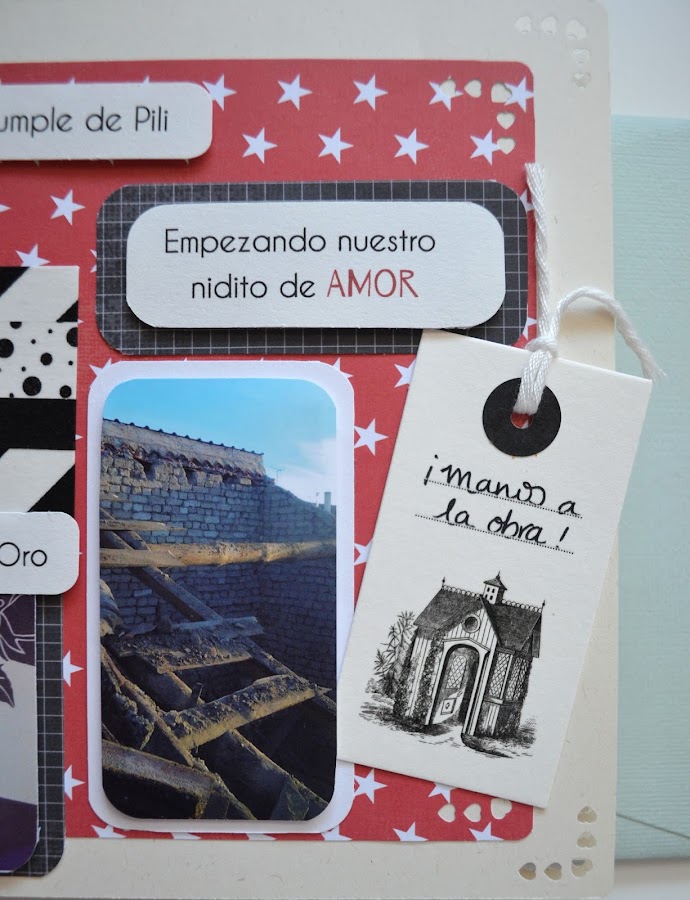 umple de Pili
Empezando nuestro
nidito de AMOR
¡manos a
la obra!
Oro